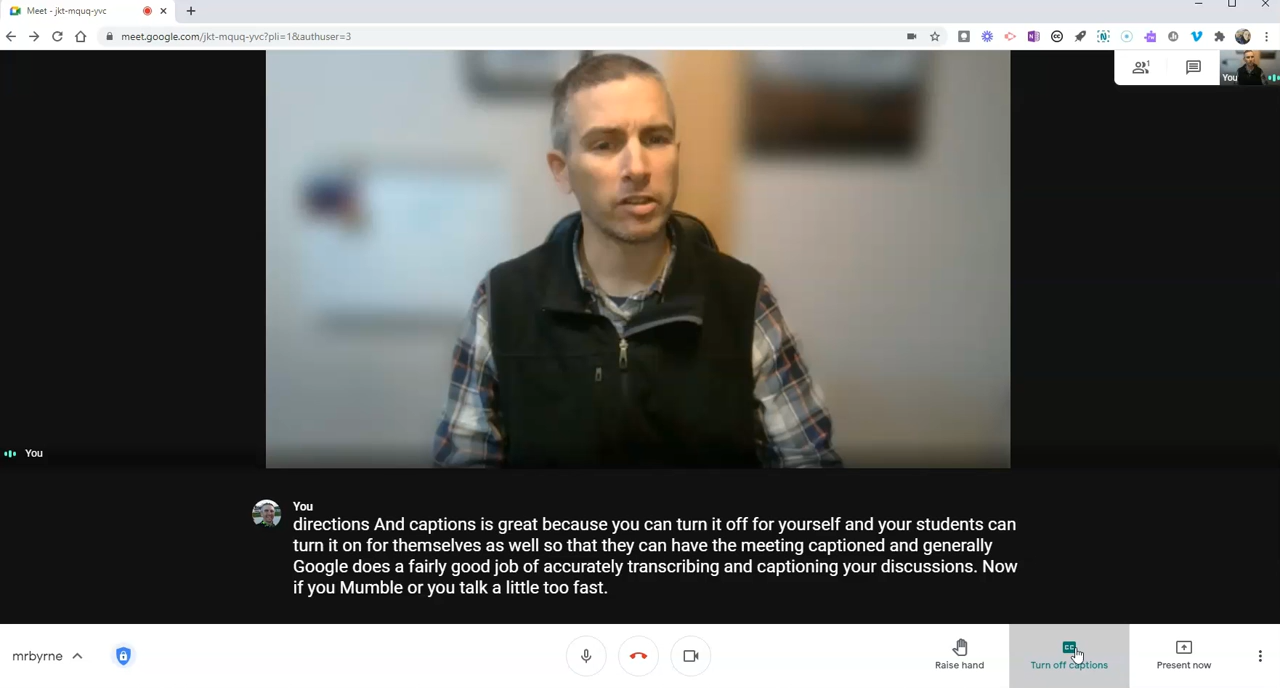 Meet - jkt-mquq-yvc
meet.google.com/jkt-mquq-yvc?pli=1&authuser=3
1
You
You
You
directions And captions is great because you can turn it off for yourself and your students can
turn it on for themselves as well so that they can have the meeting captioned and generally
Google does a fairly good job of accurately transcribing and captioning your discussions. Now
if you Mumble or you talk a little too fast.
mrbyrne
Raise hand
CC
Turn off captions
Present now